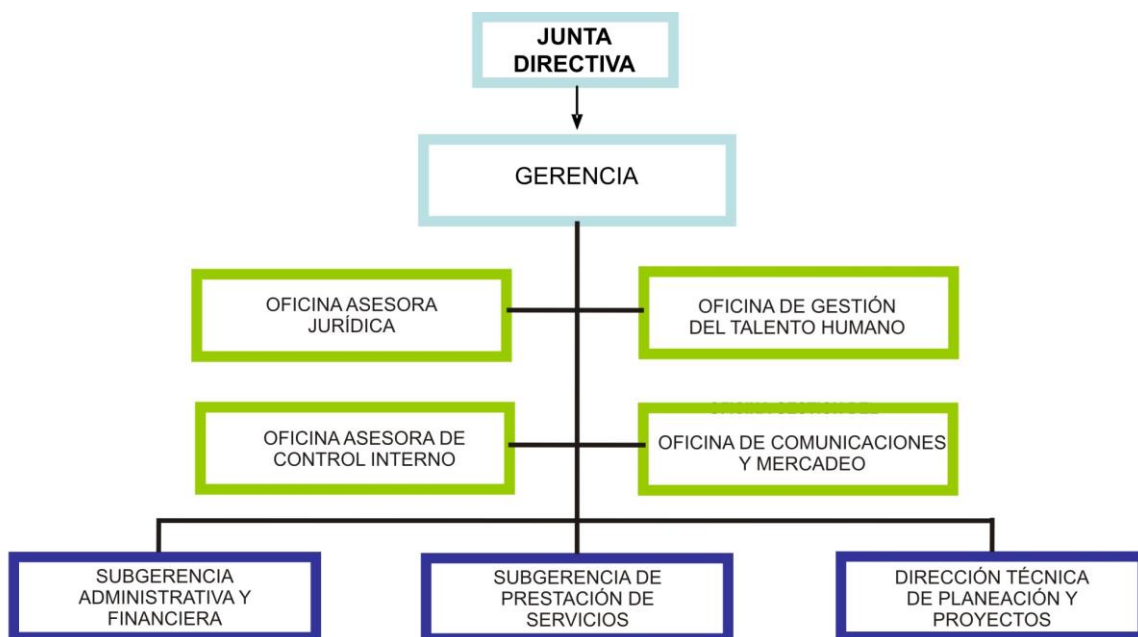 JUNTA
DIRECTIVA
GERENCIA
OFICINA ASESORA
JURÍDICA
OFICINA DE GESTIÓN
DEL TALENTO HUMANO
OFICINA ASESORA DE
CONTROL INTERNO
OFICINA DE COMUNICACIONES
Y MERCADEO
SUBGERENCIA
ADMINISTRATIVA Y
FINANCIERA
SUBGERENCIA DE
PRESTACIÓN DE
SERVICIOS
DIRECCIÓN TÉCNICA
DE PLANEACIÓN Y
PROYECTOS